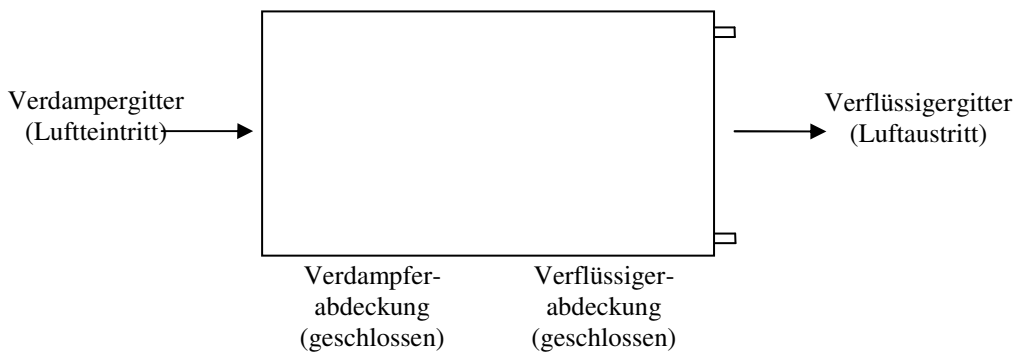 Verdampergitter
(Luftteintritt)
Verflüssigergitter
(Luftaustritt)
Verdampfer-
abdeckung
(geschlossen)
Verflüssiger-
abdeckung
(geschlossen)